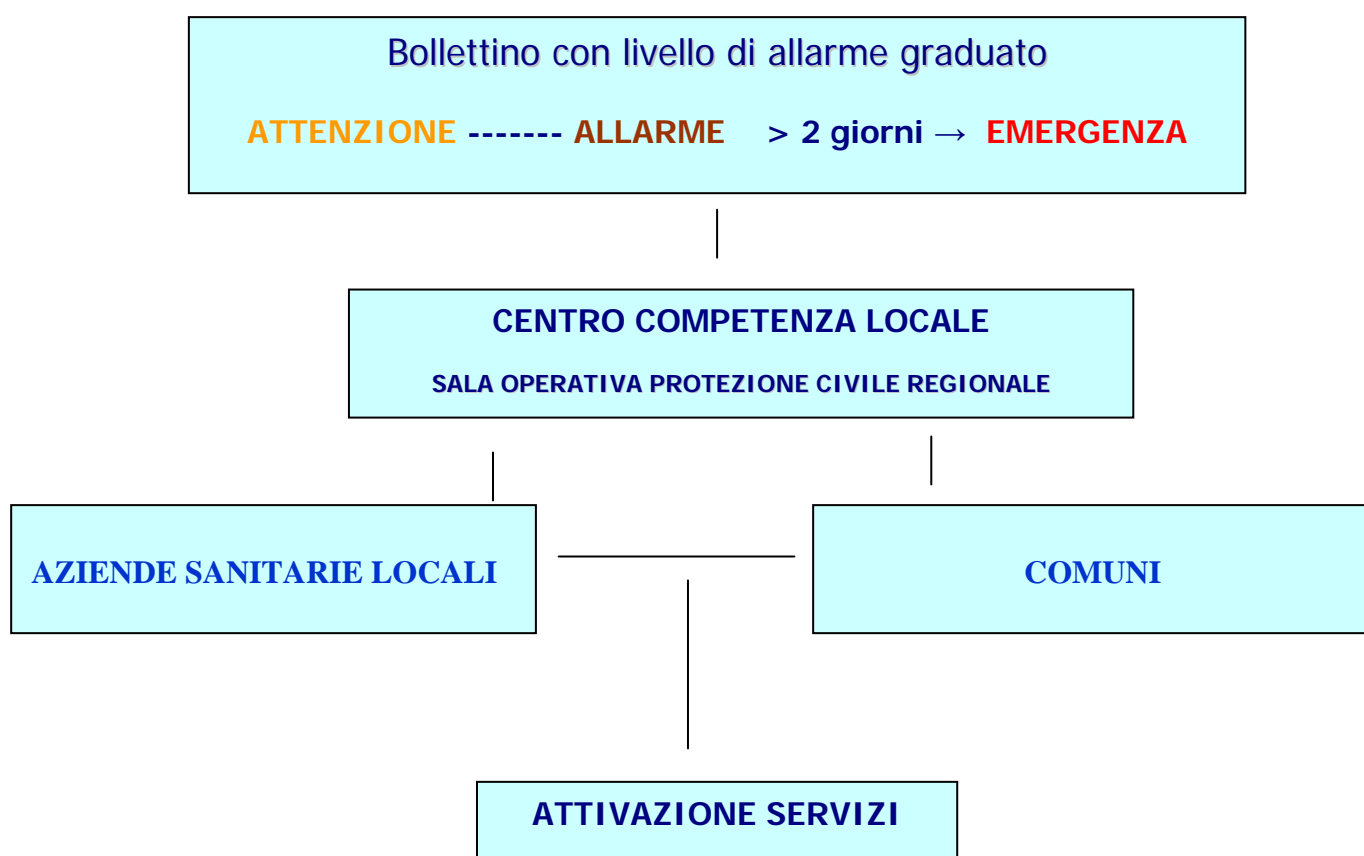 Bollettino con livello di allarme graduato
ATTENZIONE ------- ALLARME > 2 giorni → EMERGENZA
CENTRO COMPETENZA LOCALE
SALA OPERATIVA PROTEZIONE CIVILE REGIONALE
AZIENDE SANITARIE LOCALI
COMUNI
ATTIVAZIONE SERVIZI